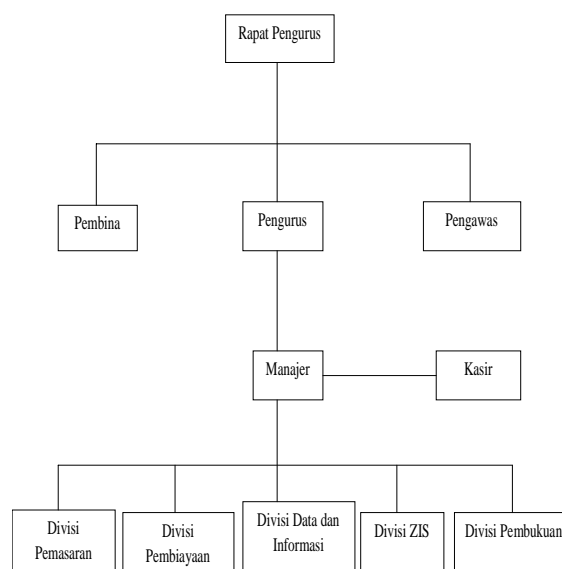 Rapat Pengurus
Pembina
Pengurus
Pengawas
Manajer
Kasir
Divisi
Pemasaran
Divisi
Pembiayaan
Divisi Data dan
Informasi
Divisi ZIS
Divisi Pembukuan